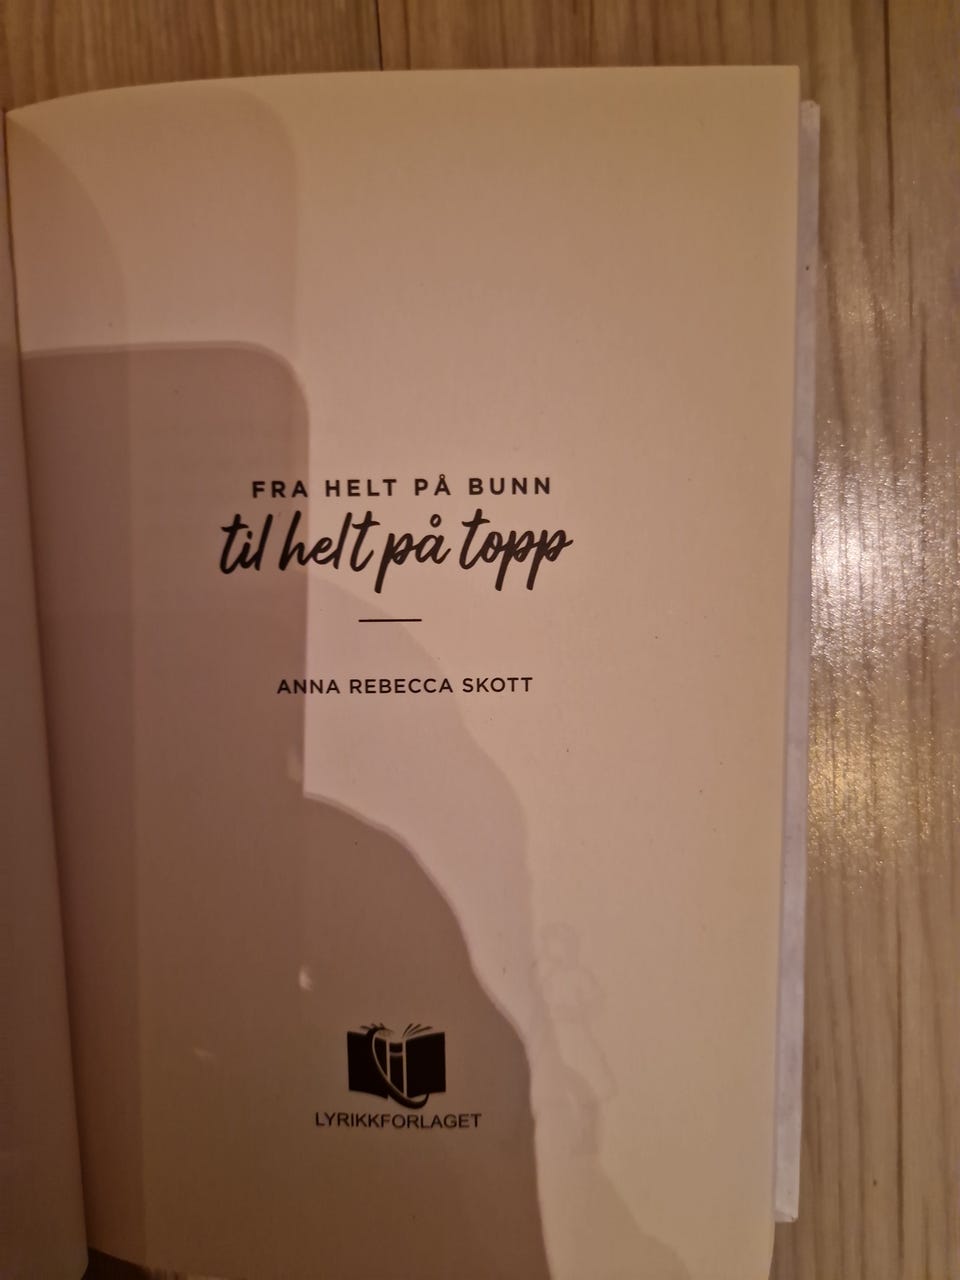 FRA HELT PÅ BUNN
til helt på topp
ANNA REBECCA SKOTT
LYRIKKFORLAGET